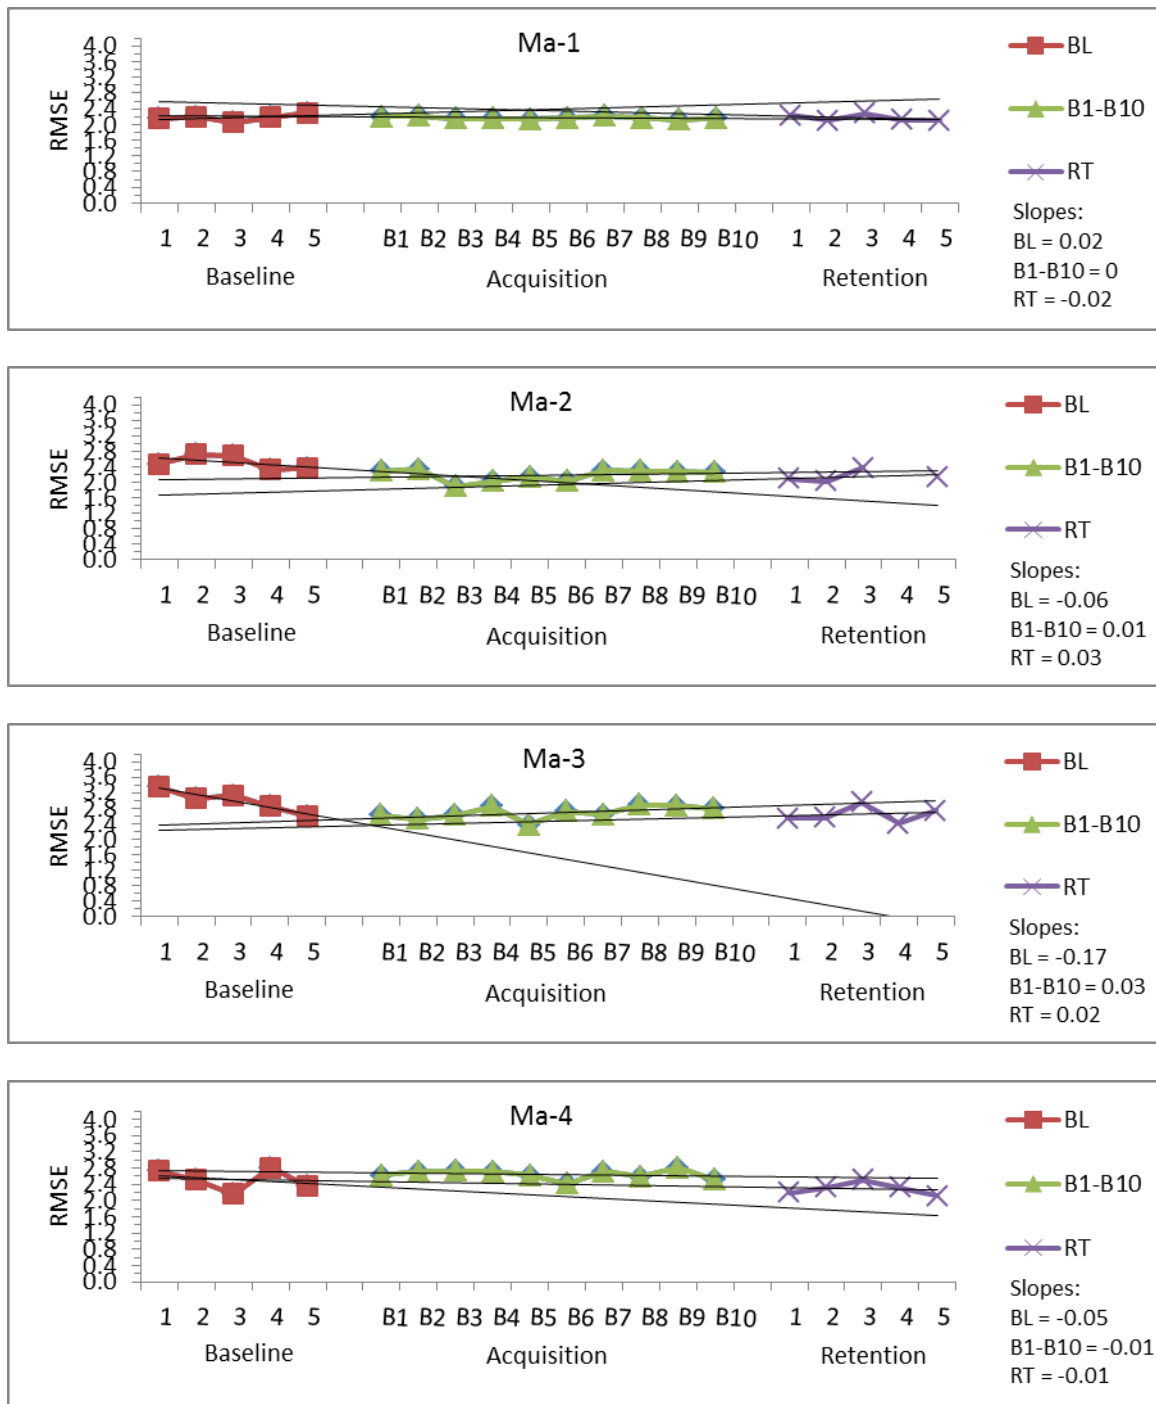 Ma-1
RMSE
4.0
3.6
3.2
2.8
2.4
2.0
1.6
1.2
0.8
0.4
0.0
1 2 3 4 5 B1 B2 B3 B4 B5 B6 B7 B8 B9 B10 1 2 3 4 5
Baseline Acquisition Retention
BL
B1-B10
RT
Slopes:
BL = 0.02
B1-B10 = 0
RT = -0.02
Ma-2
RMSE
4.0
3.6
3.2
2.8
2.4
2.0
1.6
1.2
0.8
0.4
0.0
1 2 3 4 5 B1 B2 B3 B4 B5 B6 B7 B8 B9 B10 1 2 3 4 5
Baseline Acquisition Retention
BL
B1-B10
RT
Slopes:
BL = -0.06
B1-B10 = 0.01
RT = 0.03
Ma-3
RMSE
4.0
3.6
3.2
2.8
2.4
2.0
1.6
1.2
0.8
0.4
0.0
1 2 3 4 5 B1 B2 B3 B4 B5 B6 B7 B8 B9 B10 1 2 3 4 5
Baseline Acquisition Retention
BL
B1-B10
RT
Slopes:
BL = -0.17
B1-B10 = 0.03
RT = 0.02
Ma-4
RMSE
4.0
3.6
3.2
2.8
2.4
2.0
1.6
1.2
0.8
0.4
0.0
1 2 3 4 5 B1 B2 B3 B4 B5 B6 B7 B8 B9 B10 1 2 3 4 5
Baseline Acquisition Retention
BL
B1-B10
RT
Slopes:
BL = -0.05
B1-B10 = -0.01
RT = -0.01